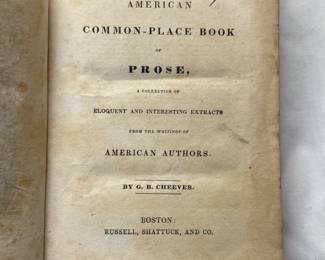 AMERICAN
COMMON-PLACE BOOK
OF
PROSE,
A COLLECTION OF
ELOQUENT AND INTERESTING EXTRACTS
FROM THE WRITINGS OF
AMERICAN AUTHORS.
BY G. B. CHEEVER.
BOSTON:
RUSSELL, SHATTUCK, AND CO.